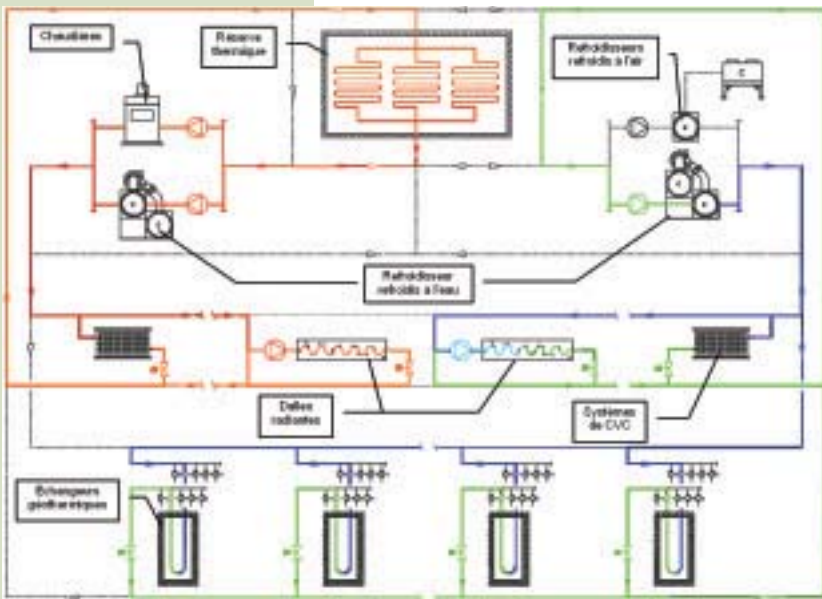 Chaudières
Réserve
thermique
Refroidisseurs
refroidis à l'air
Refroidisseur
refroidis à l'eau
Dalles
radiantes
Systèmes
de CVC
Échangeurs
géothermiques